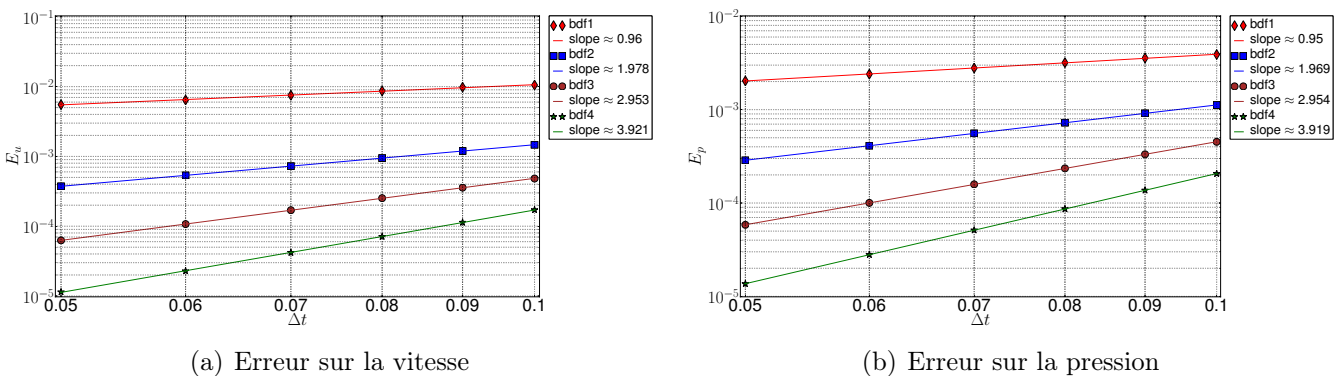 10^{-1}
10^{-2}
10^{-3}
10^{-4}
10^{-5}
E_u
0.05 0.06 0.07 0.08 0.09 0.1
Δt
bdf1
slope ≈ 0.96
bdf2
slope ≈ 1.978
bdf3
slope ≈ 2.953
bdf4
slope ≈ 3.921
(a) Erreur sur la vitesse
10^{-2}
10^{-3}
10^{-4}
10^{-5}
E_p
0.05 0.06 0.07 0.08 0.09 0.1
Δt
bdf1
slope ≈ 0.95
bdf2
slope ≈ 1.969
bdf3
slope ≈ 2.954
bdf4
slope ≈ 3.919
(b) Erreur sur la pression